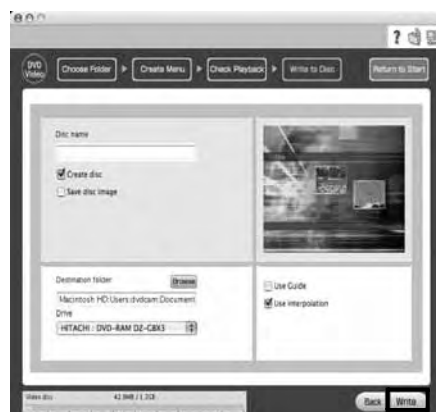 ?
DVD Video
Choose Folder
Create Menu
Check Playback
Write to Disc
Return to Start
Disc name
Create disc
Save disc image
Destination folder
Browse
Macintosh HD:Users:dvdcam:Document
Drive
HITACHI : DVD-RAM DZ-GBX3
Use Guide
Use interpolation
Video disc
42.9MB / 1.2GB
Back
Write